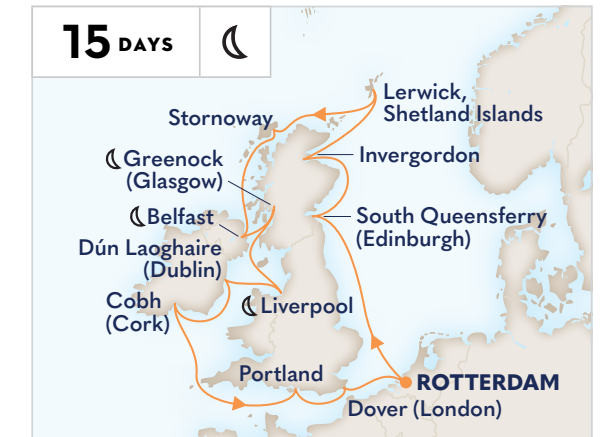 15 DAYS
Lerwick,
Shetland Islands
Stornoway
Invergordon
Greenock
(Glasgow)
Belfast
South Queensferry
(Edinburgh)
Dún Laoghaire
(Dublin)
Cobh
(Cork)
Liverpool
Portland
ROTTERDAM
Dover (London)